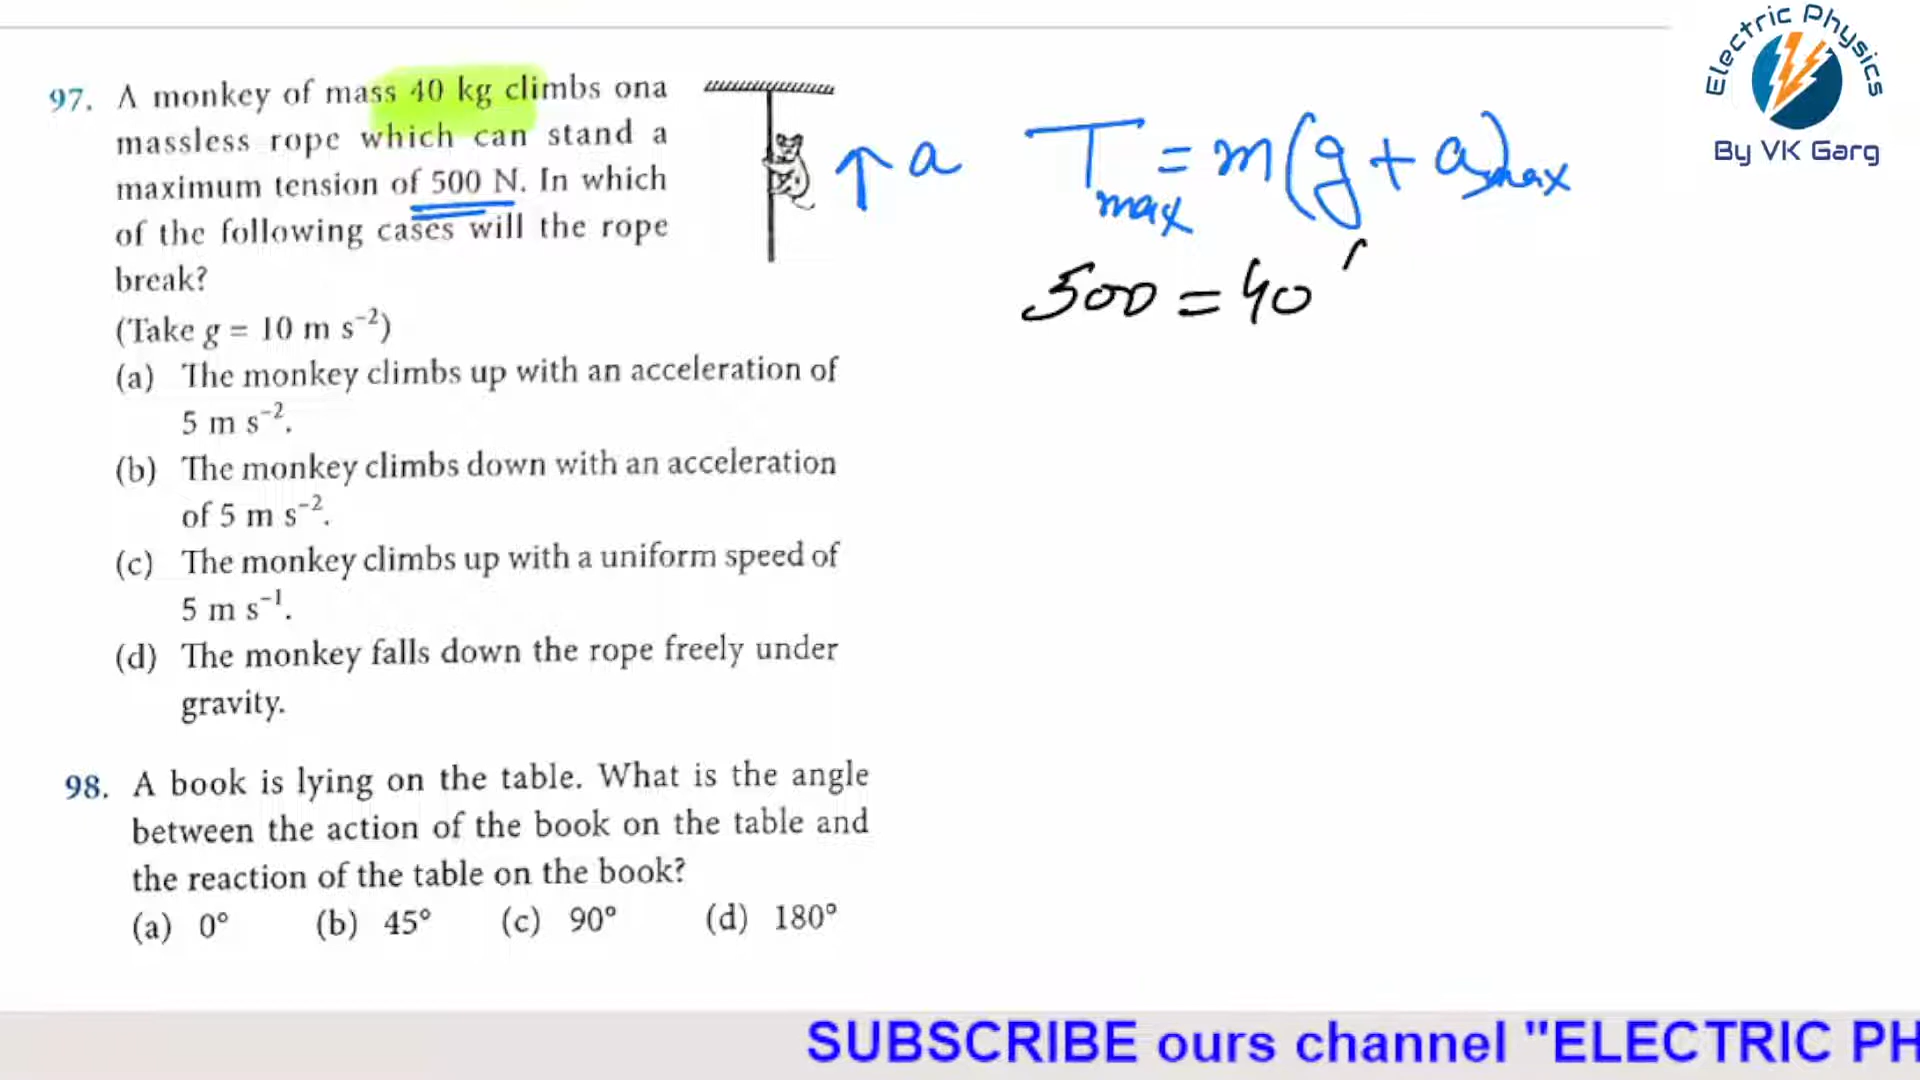 Electric Physics
By VK Garg
97. A monkey of mass 40 kg climbs ona
massless rope which can stand a
maximum tension of 500 N. In which
of the following cases will the rope
break?
(Take g = 10 m s⁻²)
(a) The monkey climbs up with an acceleration of
5 m s⁻².
(b) The monkey climbs down with an acceleration
of 5 m s⁻².
(c) The monkey climbs up with a uniform speed of
5 m s⁻¹.
(d) The monkey falls down the rope freely under
gravity.
↑ a
T_max = m(g + a)_max
500 = 40 (
98. A book is lying on the table. What is the angle
between the action of the book on the table and
the reaction of the table on the book?
(a) 0° (b) 45° (c) 90° (d) 180°
SUBSCRIBE ours channel "ELECTRIC PH